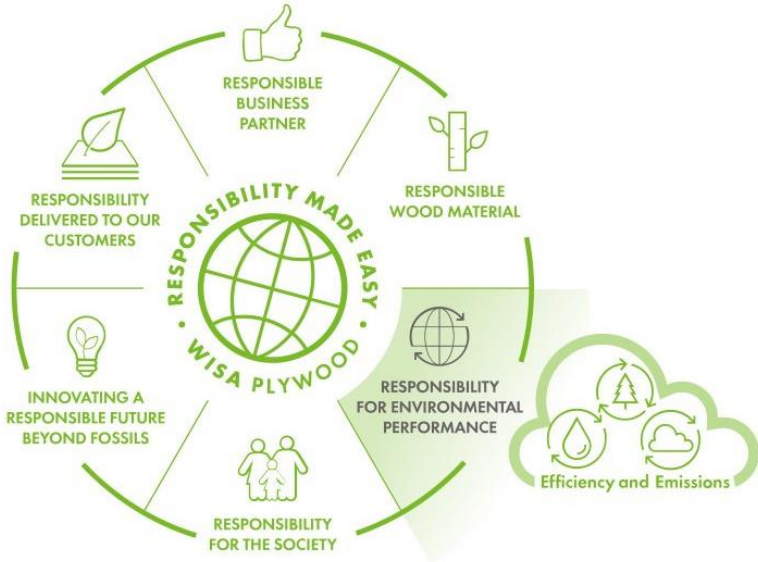 RESPONSIBLE
BUSINESS
PARTNER
RESPONSIBLE
WOOD MATERIAL
RESPONSIBILITY
FOR ENVIRONMENTAL
PERFORMANCE
Efficiency and Emissions
RESPONSIBILITY
FOR THE SOCIETY
INNOVATING A
RESPONSIBLE FUTURE
BEYOND FOSSILS
RESPONSIBILITY
DELIVERED TO OUR
CUSTOMERS
RESPONSIBILITY MADE EASY
• WISA PLYWOOD •